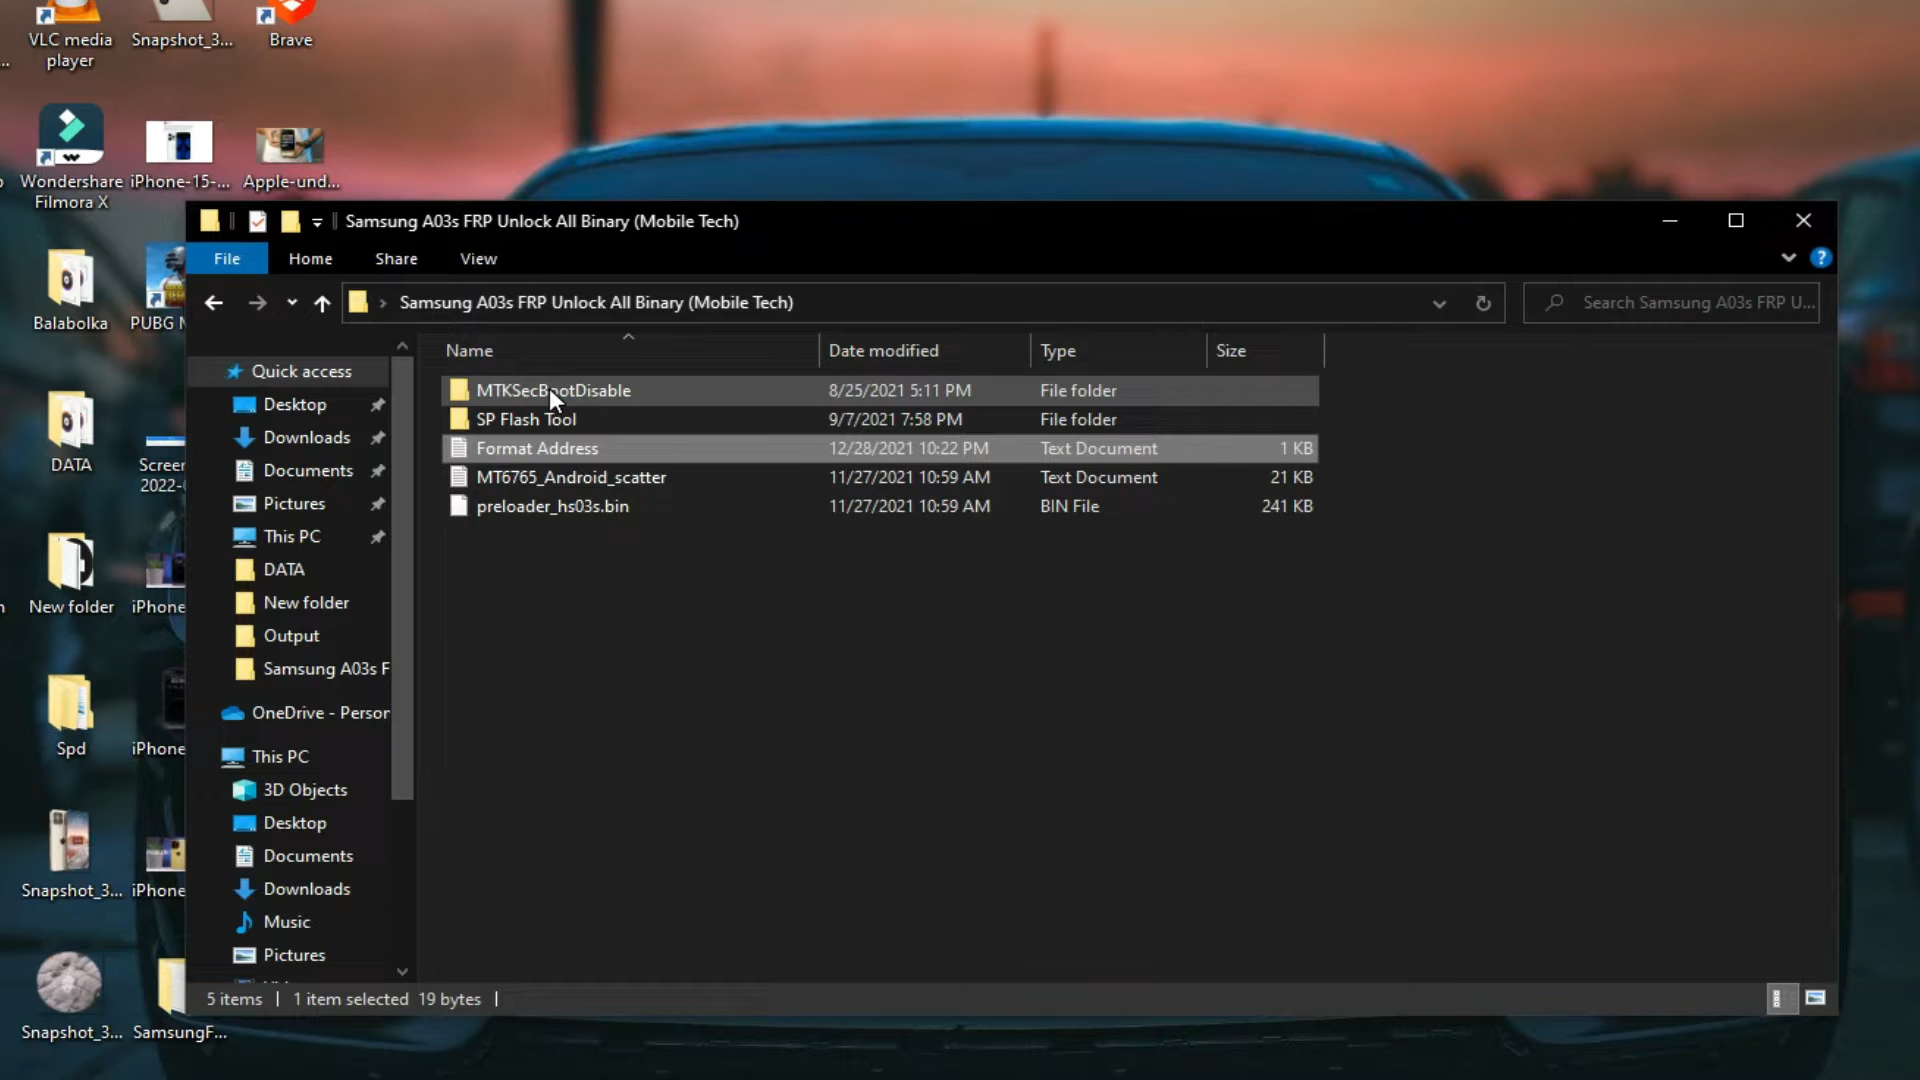 VLC media player
Snapshot_3...
Brave
Wondershare Filmora X
iPhone-15-...
Apple-und...
Balabolka
PUBG M
DATA
Screer
2022-
New folder
iPhone
Spd
iPhone
Snapshot_3...
iPhone
Snapshot_3...
SamsungF...
Samsung A03s FRP Unlock All Binary (Mobile Tech)
File Home Share View
Samsung A03s FRP Unlock All Binary (Mobile Tech)
Search Samsung A03s FRP U...
Name Date modified Type Size
MTKSecBootDisable 8/25/2021 5:11 PM File folder
SP Flash Tool 9/7/2021 7:58 PM File folder
Format Address 12/28/2021 10:22 PM Text Document 1 KB
MT6765_Android_scatter 11/27/2021 10:59 AM Text Document 21 KB
preloader_hs03s.bin 11/27/2021 10:59 AM BIN File 241 KB
Quick access
Desktop
Downloads
Documents
Pictures
This PC
DATA
New folder
Output
Samsung A03s F
OneDrive - Person
This PC
3D Objects
Desktop
Documents
Downloads
Music
Pictures
5 items 1 item selected 19 bytes